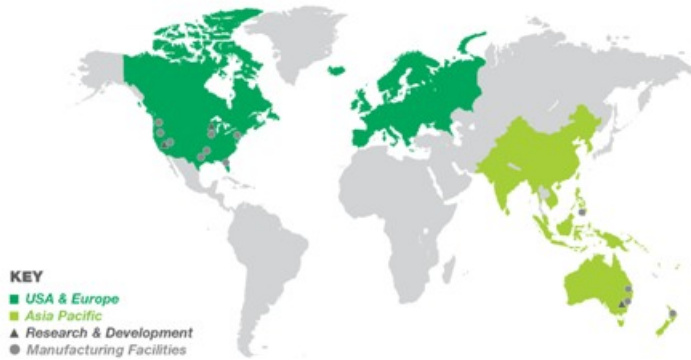 KEY
USA & Europe
Asia Pacific
Research & Development
Manufacturing Facilities